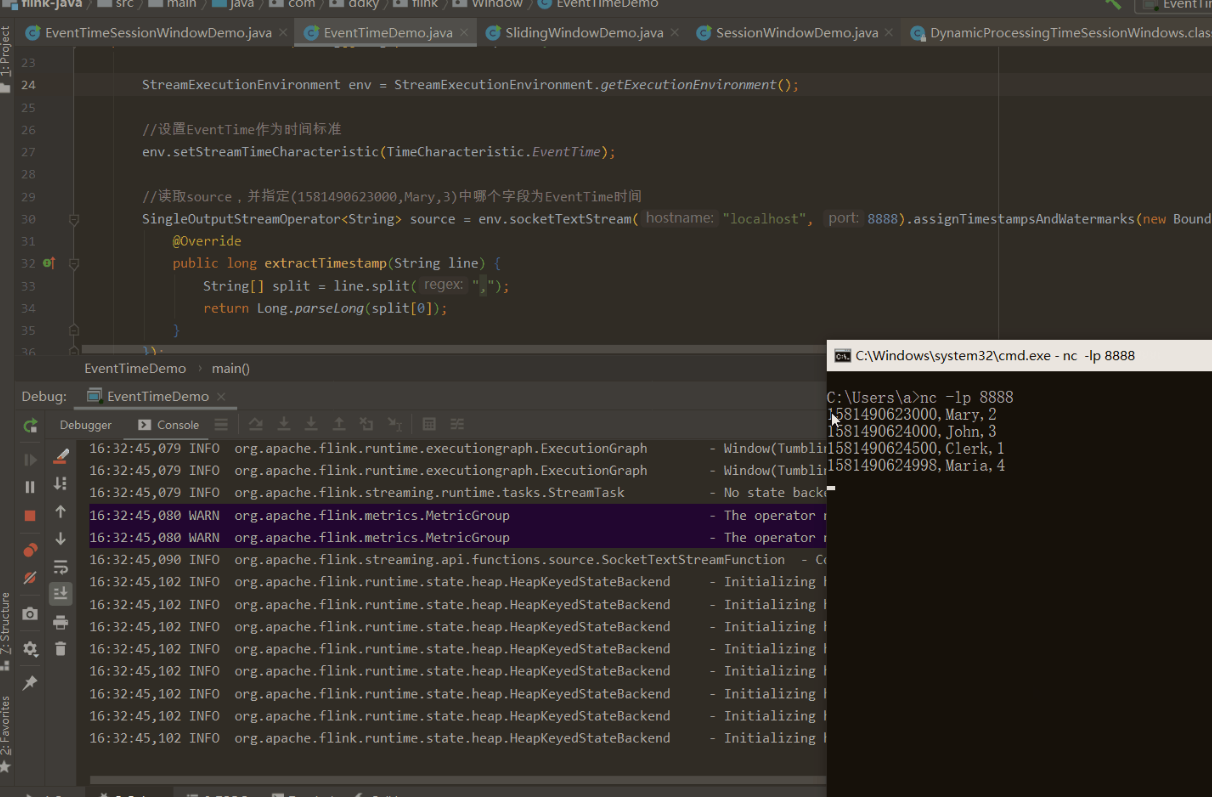 flink-java src main java com ddky flink Window EventTimeDemo
EventTimeSessionWindowDemo.java EventTimeDemo.java SlidingWindowDemo.java SessionWindowDemo.java DynamicProcessingTimeSessionWindows.class
1: Project
23
24 StreamExecutionEnvironment env = StreamExecutionEnvironment.getExecutionEnvironment();
25
26 //设置EventTime作为时间标准
27 env.setStreamTimeCharacteristic(TimeCharacteristic.EventTime);
28
29 //读取source，并指定(1581490623000,Mary,3)中哪个字段为EventTime时间
30 SingleOutputStreamOperator<String> source = env.socketTextStream( hostname: "localhost", port: 8888).assignTimestampsAndWatermarks(new Bound
31 @Override
32 public long extractTimestamp(String line) {
33 String[] split = line.split( regex: ",");
34 return Long.parseLong(split[0]);
35 }
36 });
EventTimeDemo › main()
Debug: EventTimeDemo
Debugger Console
16:32:45,079 INFO org.apache.flink.runtime.executiongraph.ExecutionGraph - Window(Tumblin
16:32:45,079 INFO org.apache.flink.runtime.executiongraph.ExecutionGraph - Window(Tumblin
16:32:45,079 INFO org.apache.flink.streaming.runtime.tasks.StreamTask - No state back
16:32:45,080 WARN org.apache.flink.metrics.MetricGroup - The operator
16:32:45,080 WARN org.apache.flink.metrics.MetricGroup - The operator
16:32:45,090 INFO org.apache.flink.streaming.api.functions.source.SocketTextStreamFunction - Co
16:32:45,102 INFO org.apache.flink.runtime.state.heap.HeapKeyedStateBackend - Initializing
16:32:45,102 INFO org.apache.flink.runtime.state.heap.HeapKeyedStateBackend - Initializing
16:32:45,102 INFO org.apache.flink.runtime.state.heap.HeapKeyedStateBackend - Initializing
16:32:45,102 INFO org.apache.flink.runtime.state.heap.HeapKeyedStateBackend - Initializing
16:32:45,102 INFO org.apache.flink.runtime.state.heap.HeapKeyedStateBackend - Initializing
16:32:45,102 INFO org.apache.flink.runtime.state.heap.HeapKeyedStateBackend - Initializing
16:32:45,102 INFO org.apache.flink.runtime.state.heap.HeapKeyedStateBackend - Initializing
16:32:45,102 INFO org.apache.flink.runtime.state.heap.HeapKeyedStateBackend - Initializing
Z: Structure
2: Favorites
C:\Windows\system32\cmd.exe - nc -lp 8888
C:\Users\a>nc -lp 8888
1581490623000,Mary,2
1581490624000,John,3
1581490624500,Clerk,1
1581490624998,Maria,4